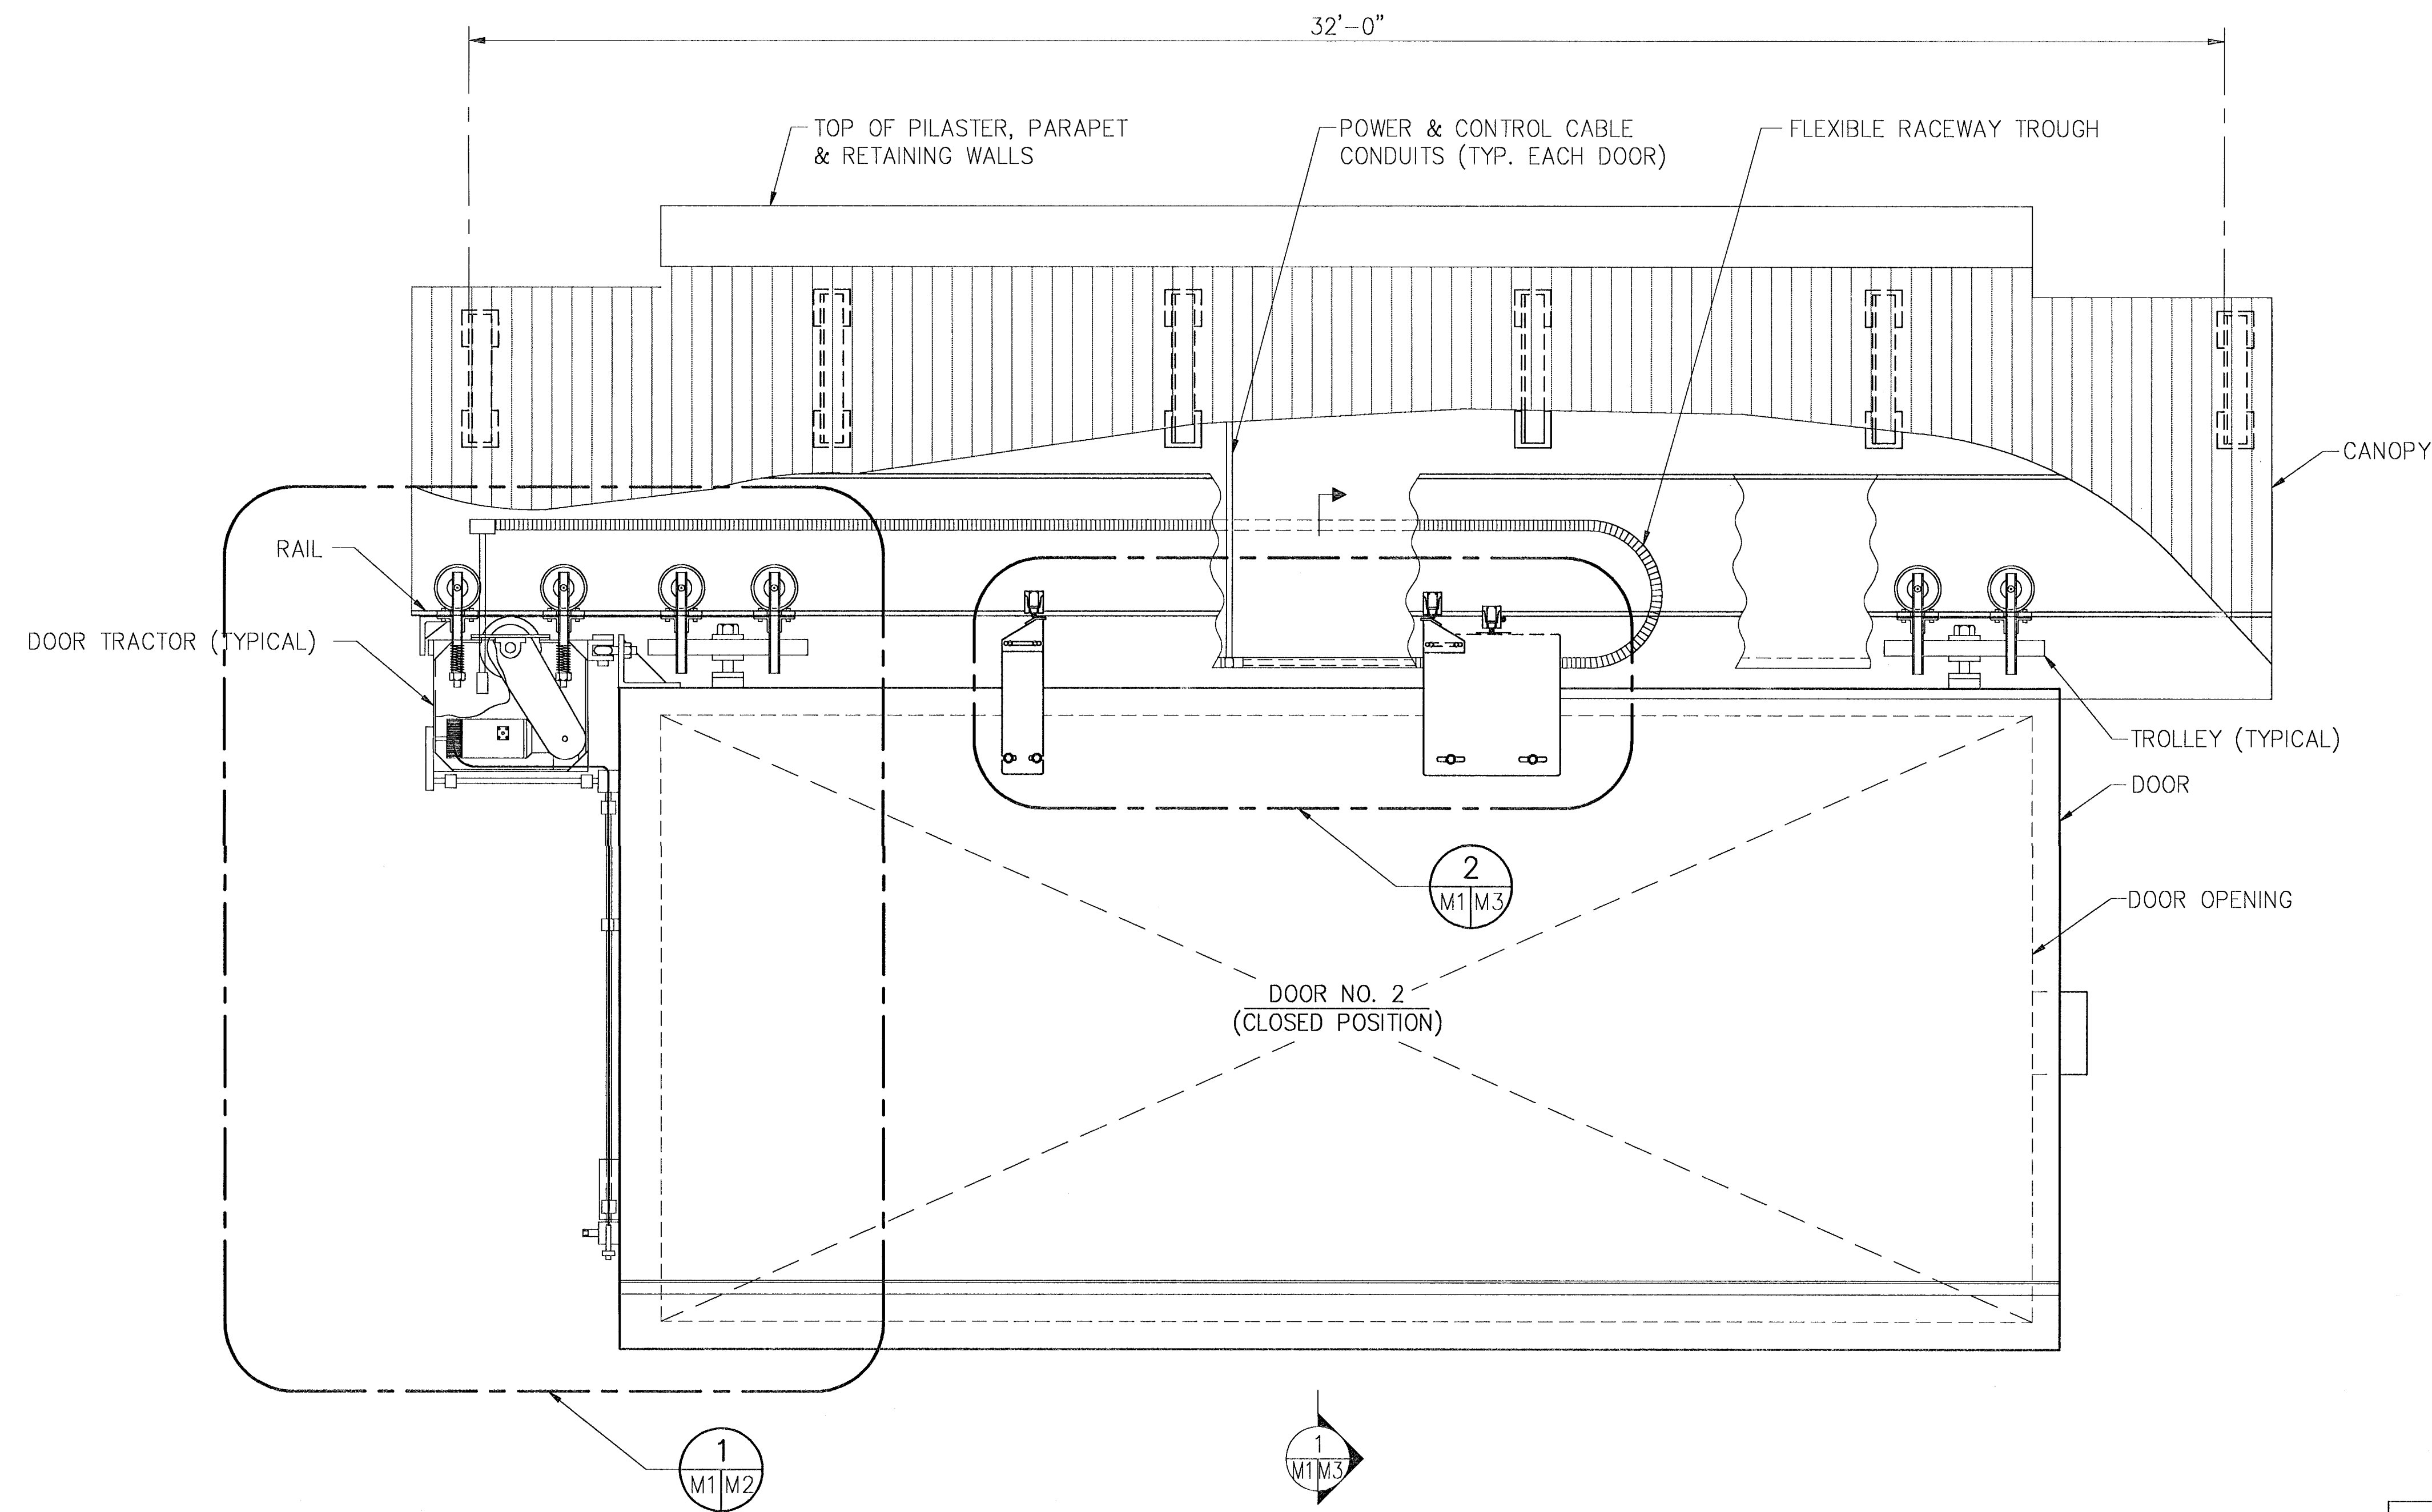 32'-0"
TOP OF PILASTER, PARAPET
& RETAINING WALLS
POWER & CONTROL CABLE
CONDUITS (TYP. EACH DOOR)
FLEXIBLE RACEWAY TROUGH
CANOPY
RAIL
DOOR TRACTOR (TYPICAL)
TROLLEY (TYPICAL)
DOOR
2
M1 M3
DOOR OPENING
DOOR NO. 2
(CLOSED POSITION)
1
M1 M2
1
M1 M3